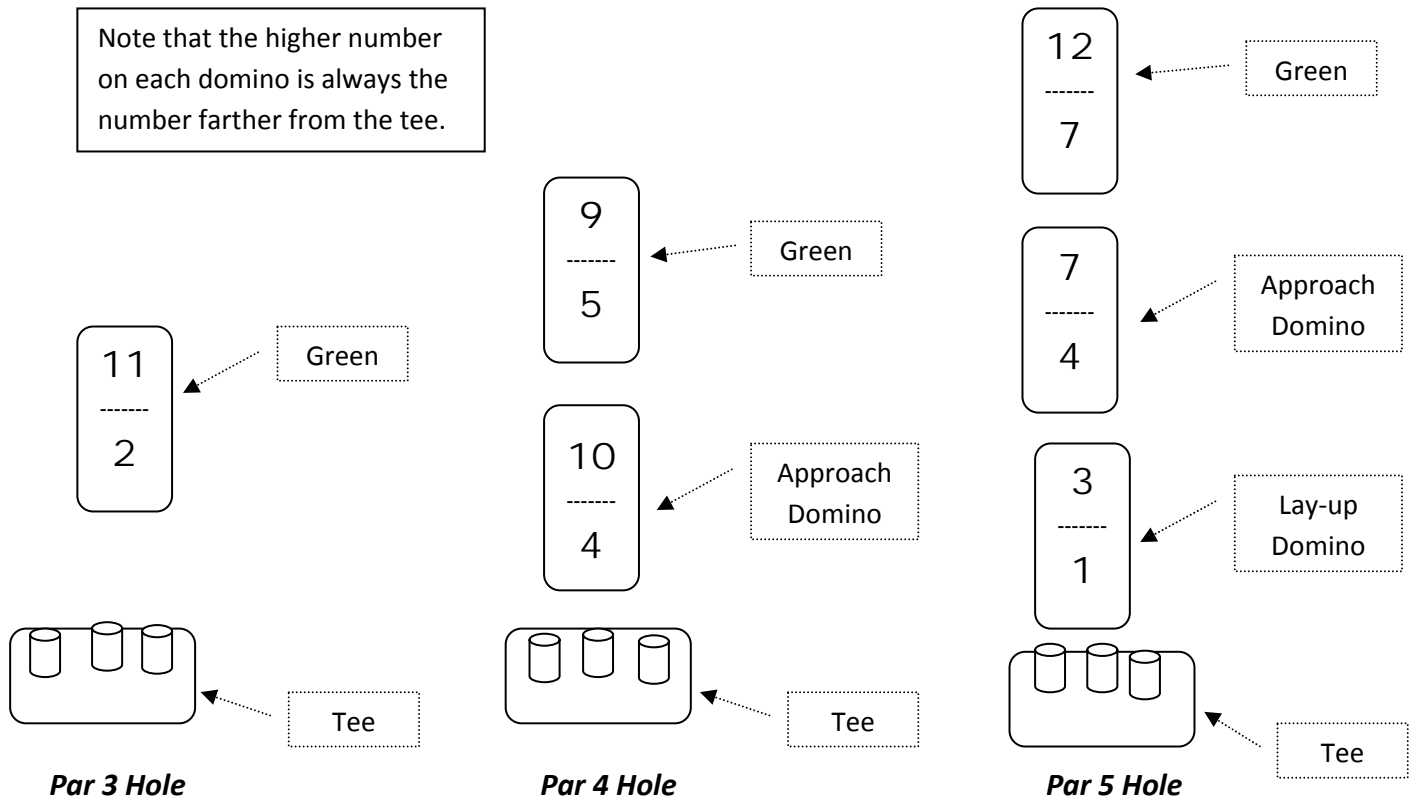 Note that the higher number
on each domino is always the
number farther from the tee.
11
-------
2
Green
Tee
Par 3 Hole
9
-------
5
Green
10
-------
4
Approach
Domino
Tee
Par 4 Hole
12
-------
7
Green
7
-------
4
Approach
Domino
3
-------
1
Lay-up
Domino
Tee
Par 5 Hole